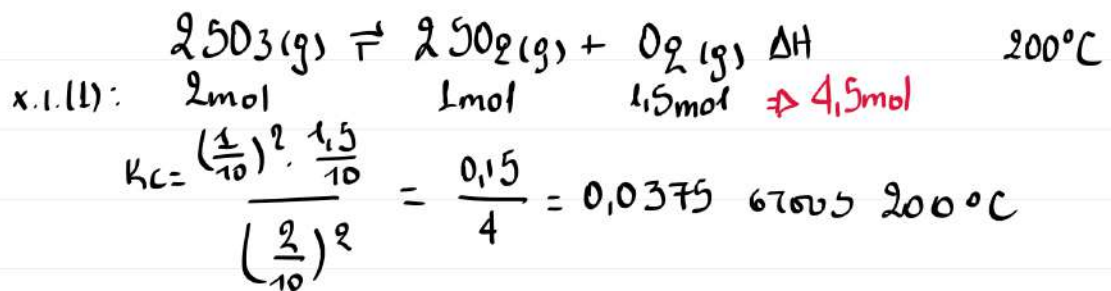 2SO3(g) ⇌ 2SO2(g) + O2(g) ΔH 200°C
χ.ι.(1): 2mol 1mol 1,5mol ⇒ 4,5mol
Kc = (1/10)² · 1,5/10 / (2/10)² = 0,15/4 = 0,0375 στους 200°C